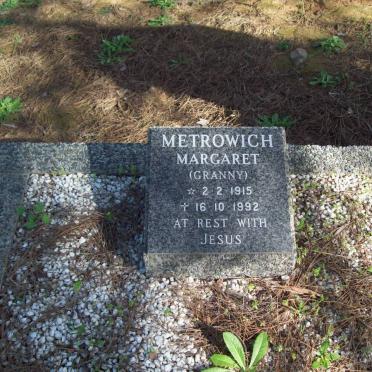 METROWICH
MARGARET
(GRANNY)
☆ 2 2 1915
✝ 16 10 1992
AT REST WITH
JESUS